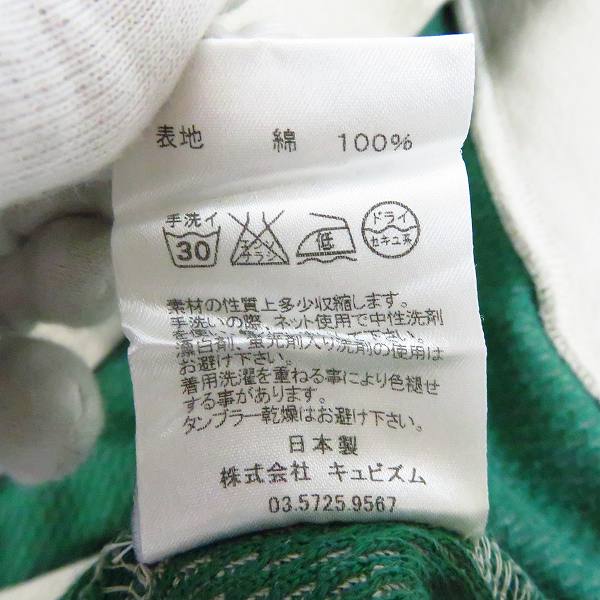 表地 綿 100%
手洗イ ドライ
30 エンソ 低 セキユ系
サラシ
素材の性質上多少収縮します。
手洗いの際、ネット使用で中性洗剤
漂白剤、蛍光剤入り洗剤の使用は
お避け下さい。
着用洗濯を重ねる事により色褪せ
する事があります。
タンブラー乾燥はお避け下さい。
日本製
株式会社 キュビズム
03.5725.9567